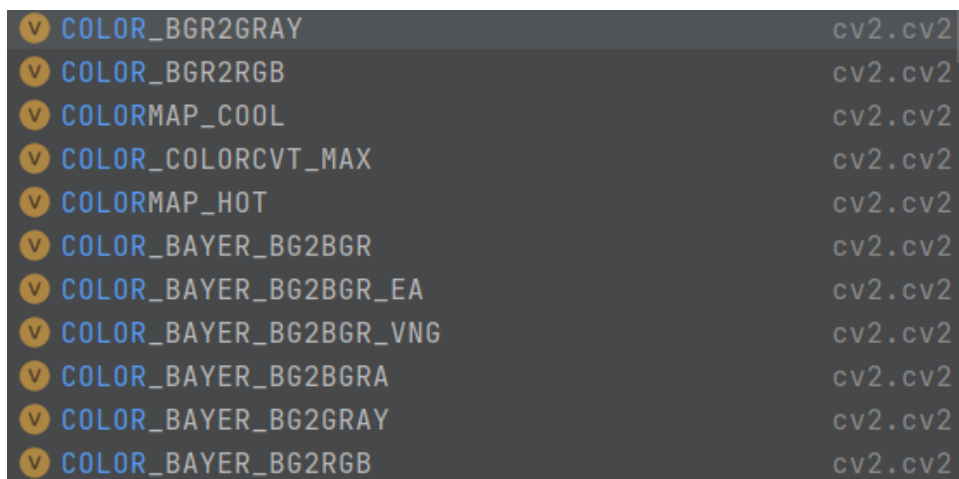 V COLOR_BGR2GRAY cv2.cv2
V COLOR_BGR2RGB cv2.cv2
V COLORMAP_COOL cv2.cv2
V COLOR_COLORCVT_MAX cv2.cv2
V COLORMAP_HOT cv2.cv2
V COLOR_BAYER_BG2BGR cv2.cv2
V COLOR_BAYER_BG2BGR_EA cv2.cv2
V COLOR_BAYER_BG2BGR_VNG cv2.cv2
V COLOR_BAYER_BG2BGRA cv2.cv2
V COLOR_BAYER_BG2GRAY cv2.cv2
V COLOR_BAYER_BG2RGB cv2.cv2